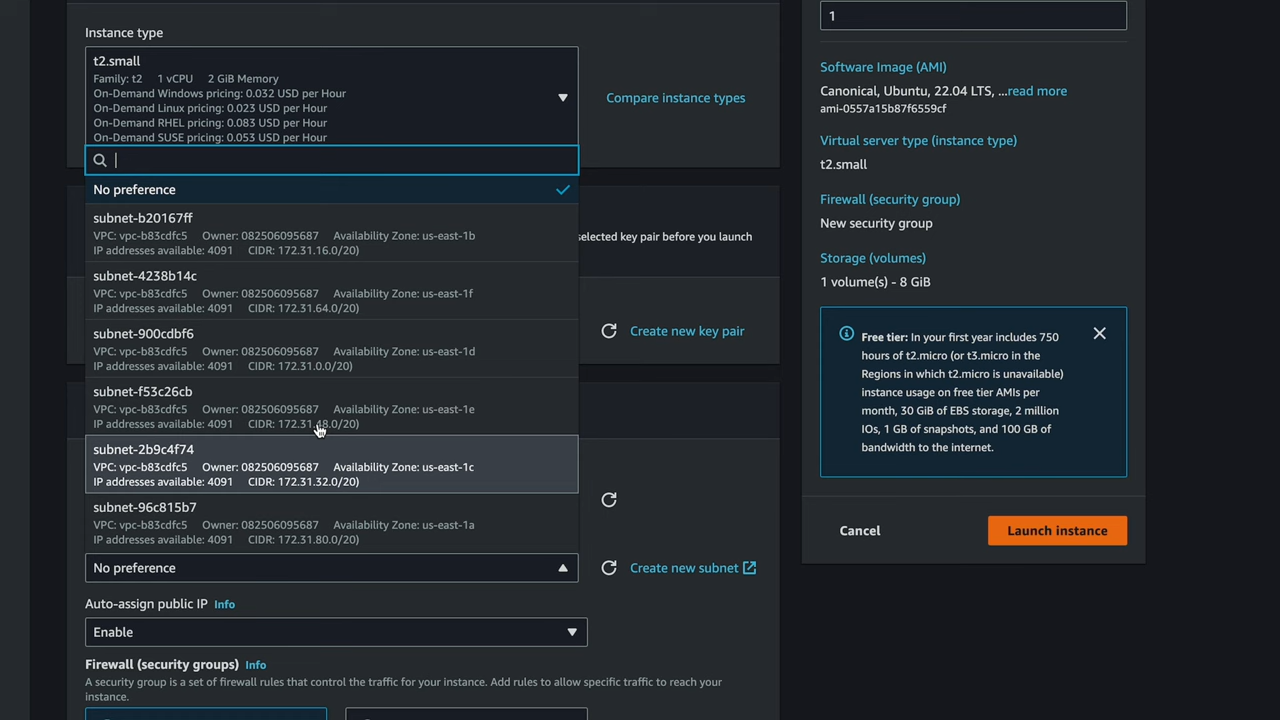 Instance type
t2.small
Family: t2 1 vCPU 2 GiB Memory
On-Demand Windows pricing: 0.032 USD per Hour
On-Demand Linux pricing: 0.023 USD per Hour
On-Demand RHEL pricing: 0.083 USD per Hour
On-Demand SUSE pricing: 0.053 USD per Hour
Compare instance types
No preference
subnet-b20167ff
VPC: vpc-b83cdfc5 Owner: 082506095687 Availability Zone: us-east-1b
IP addresses available: 4091 CIDR: 172.31.16.0/20)
subnet-4238b14c
VPC: vpc-b83cdfc5 Owner: 082506095687 Availability Zone: us-east-1f
IP addresses available: 4091 CIDR: 172.31.64.0/20)
subnet-900cdbf6
VPC: vpc-b83cdfc5 Owner: 082506095687 Availability Zone: us-east-1d
IP addresses available: 4091 CIDR: 172.31.0.0/20)
subnet-f53c26cb
VPC: vpc-b83cdfc5 Owner: 082506095687 Availability Zone: us-east-1e
IP addresses available: 4091 CIDR: 172.31.48.0/20)
subnet-2b9c4f74
VPC: vpc-b83cdfc5 Owner: 082506095687 Availability Zone: us-east-1c
IP addresses available: 4091 CIDR: 172.31.32.0/20)
subnet-96c815b7
VPC: vpc-b83cdfc5 Owner: 082506095687 Availability Zone: us-east-1a
IP addresses available: 4091 CIDR: 172.31.80.0/20)
selected key pair before you launch
Create new key pair
No preference
Create new subnet
Auto-assign public IP Info
Enable
Firewall (security groups) Info
A security group is a set of firewall rules that control the traffic for your instance. Add rules to allow specific traffic to reach your
instance.
1
Software Image (AMI)
Canonical, Ubuntu, 22.04 LTS, ...read more
ami-0557a15b87f6559cf
Virtual server type (instance type)
t2.small
Firewall (security group)
New security group
Storage (volumes)
1 volume(s) - 8 GiB
Free tier: In your first year includes 750
hours of t2.micro (or t3.micro in the
Regions in which t2.micro is unavailable)
instance usage on free tier AMIs per
month, 30 GiB of EBS storage, 2 million
IOs, 1 GB of snapshots, and 100 GB of
bandwidth to the internet.
Cancel
Launch instance